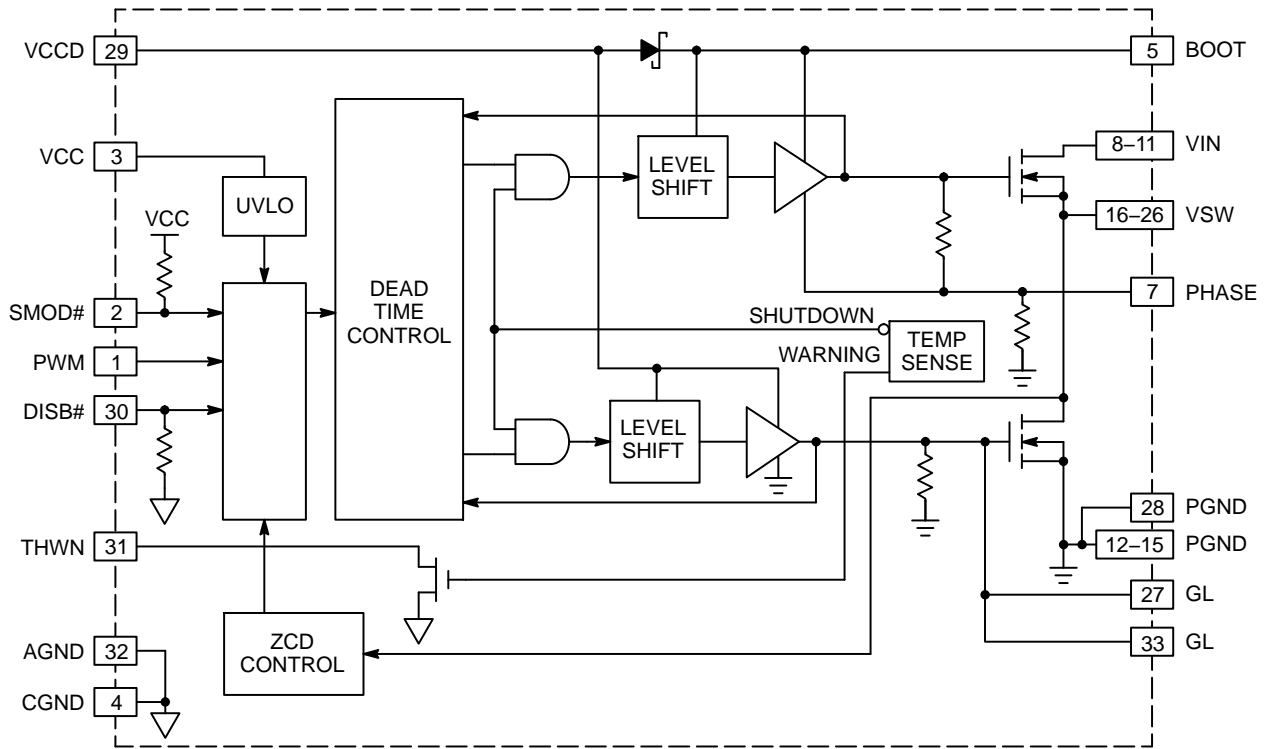 VCCD 29
5 BOOT
VCC 3
8–11 VIN
LEVEL
SHIFT
UVLO
VCC
16–26 VSW
DEAD
TIME
CONTROL
7 PHASE
SMOD# 2
SHUTDOWN
TEMP
SENSE
WARNING
PWM 1
DISB# 30
LEVEL
SHIFT
28 PGND
THWN 31
12–15 PGND
27 GL
ZCD
CONTROL
33 GL
AGND 32
CGND 4